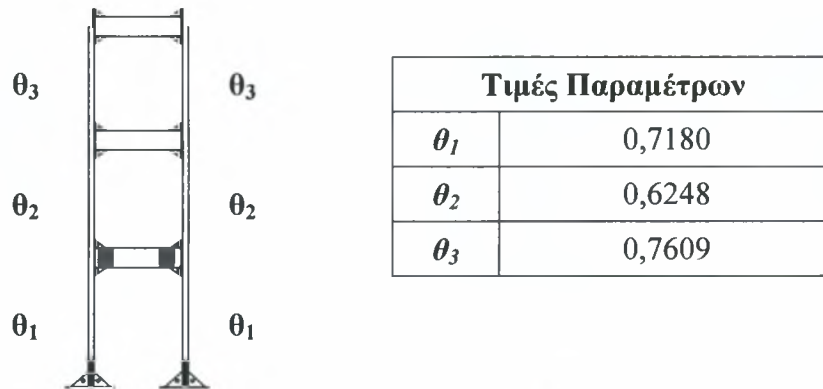 θ3 θ3
θ2 θ2
θ1 θ1
Τιμές Παραμέτρων
θ1 0,7180
θ2 0,6248
θ3 0,7609